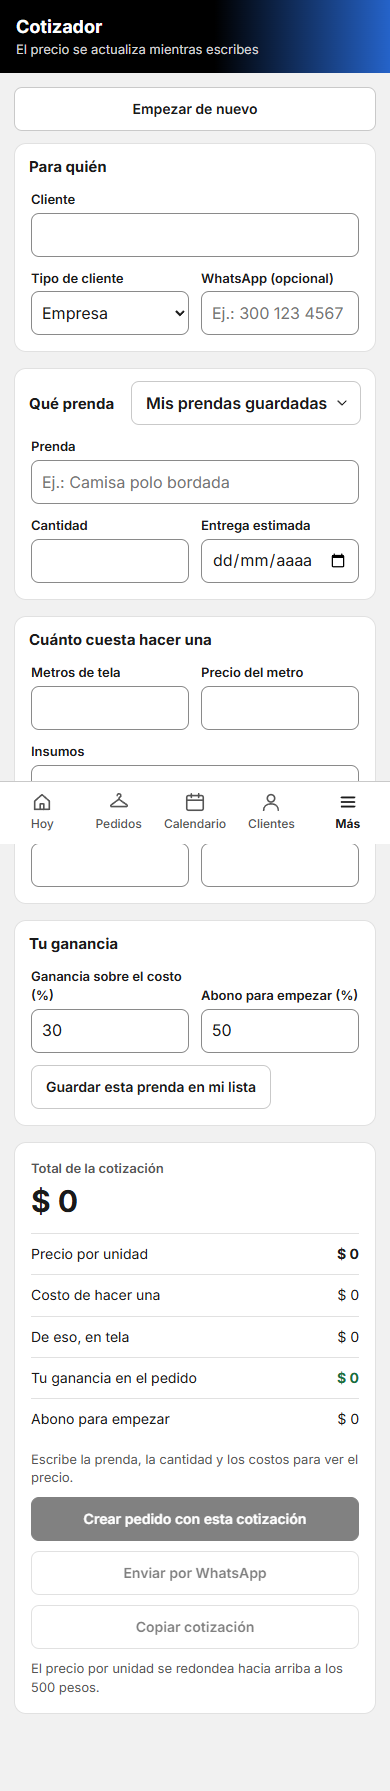 Cotizador
El precio se actualiza mientras escribes
Empezar de nuevo
Para quién
Cliente
Tipo de cliente
WhatsApp (opcional)
Empresa
Ej.: 300 123 4567
Qué prenda
Mis prendas guardadas
Prenda
Ej.: Camisa polo bordada
Cantidad
Entrega estimada
dd/mm/aaaa
Cuánto cuesta hacer una
Metros de tela
Precio del metro
Insumos
Hoy
Pedidos
Calendario
Clientes
Más
Tu ganancia
Ganancia sobre el costo
(%)
Abono para empezar (%)
30
50
Guardar esta prenda en mi lista
Total de la cotización
$ 0
Precio por unidad $ 0
Costo de hacer una $ 0
De eso, en tela $ 0
Tu ganancia en el pedido $ 0
Abono para empezar $ 0
Escribe la prenda, la cantidad y los costos para ver el
precio.
Crear pedido con esta cotización
Enviar por WhatsApp
Copiar cotización
El precio por unidad se redondea hacia arriba a los
500 pesos.